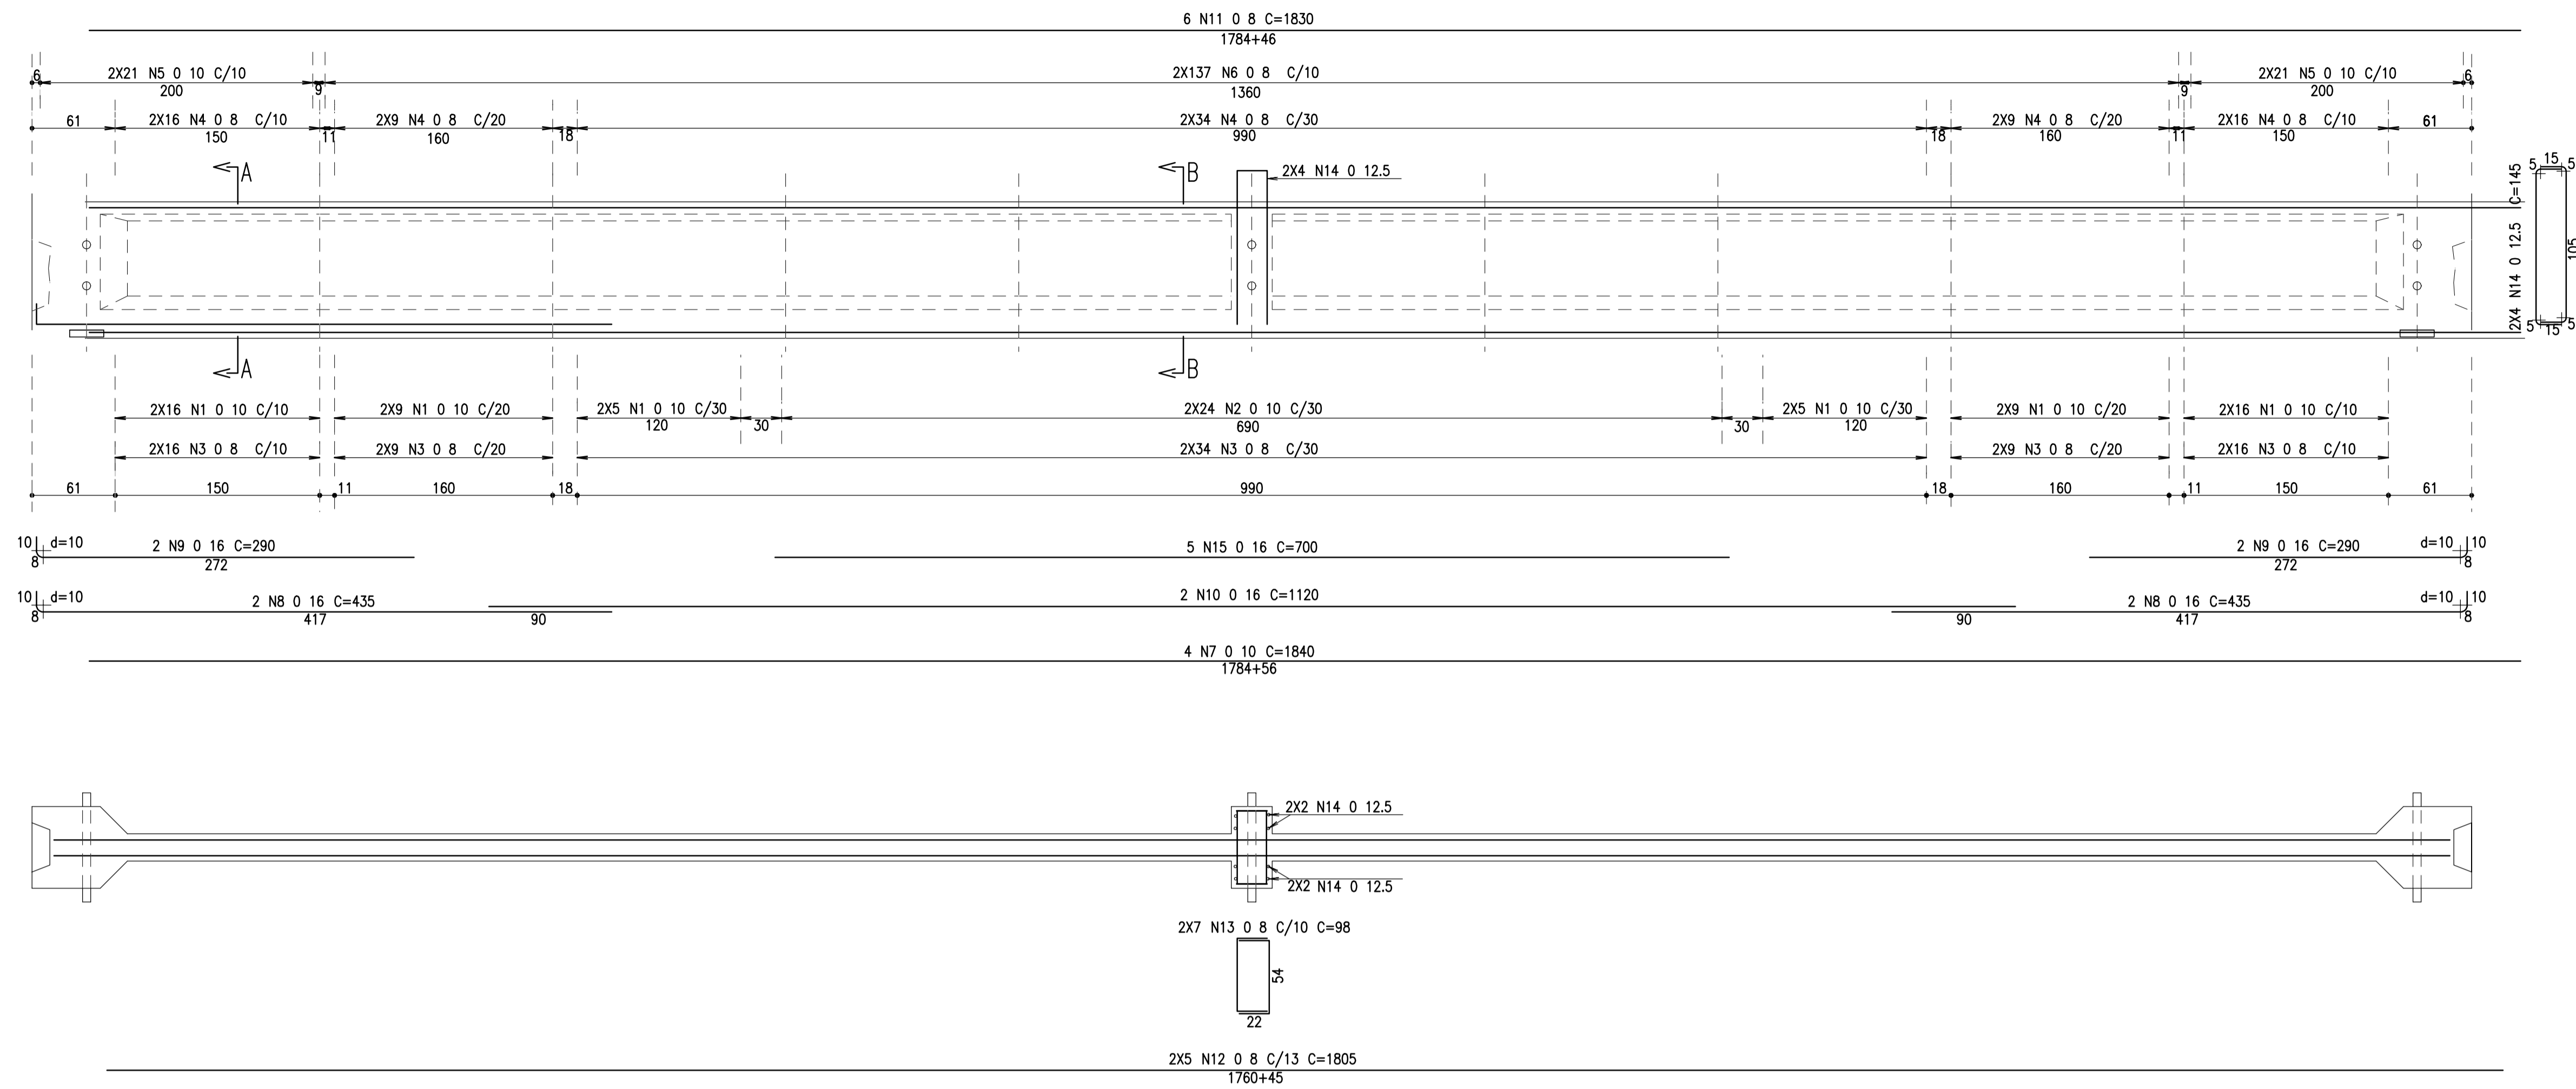 6 N11 0 8 C=1830
1784+46
6 2X21 N5 0 10 C/10 2X137 N6 0 8 C/10 2X21 N5 0 10 C/10 6
200 9 1360 9 200
61 2X16 N4 0 8 C/10 2X9 N4 0 8 C/20 2X34 N4 0 8 C/30 2X9 N4 0 8 C/20 2X16 N4 0 8 C/10 61
150 11 160 18 990 18 160 11 150
A B 2X4 N14 0 12.5
5 15 5
2X4 N14 0 12.5 C=145
105
5 15 5
A B
2X16 N1 0 10 C/10 2X9 N1 0 10 C/20 2X5 N1 0 10 C/30 2X24 N2 0 10 C/30 2X5 N1 0 10 C/30 2X9 N1 0 10 C/20 2X16 N1 0 10 C/10
120 30 690 30 120
2X16 N3 0 8 C/10 2X9 N3 0 8 C/20 2X34 N3 0 8 C/30 2X9 N3 0 8 C/20 2X16 N3 0 8 C/10
61 150 11 160 18 990 18 160 11 150 61
10 d=10 2 N9 0 16 C=290 5 N15 0 16 C=700 2 N9 0 16 C=290 d=10 10
8 272 272 8
10 d=10 2 N8 0 16 C=435 2 N10 0 16 C=1120 2 N8 0 16 C=435 d=10 10
8 417 90 90 417 8
4 N7 0 10 C=1840
1784+56
2X2 N14 0 12.5
2X2 N14 0 12.5
2X7 N13 0 8 C/10 C=98
54
22
2X5 N12 0 8 C/13 C=1805
1760+45